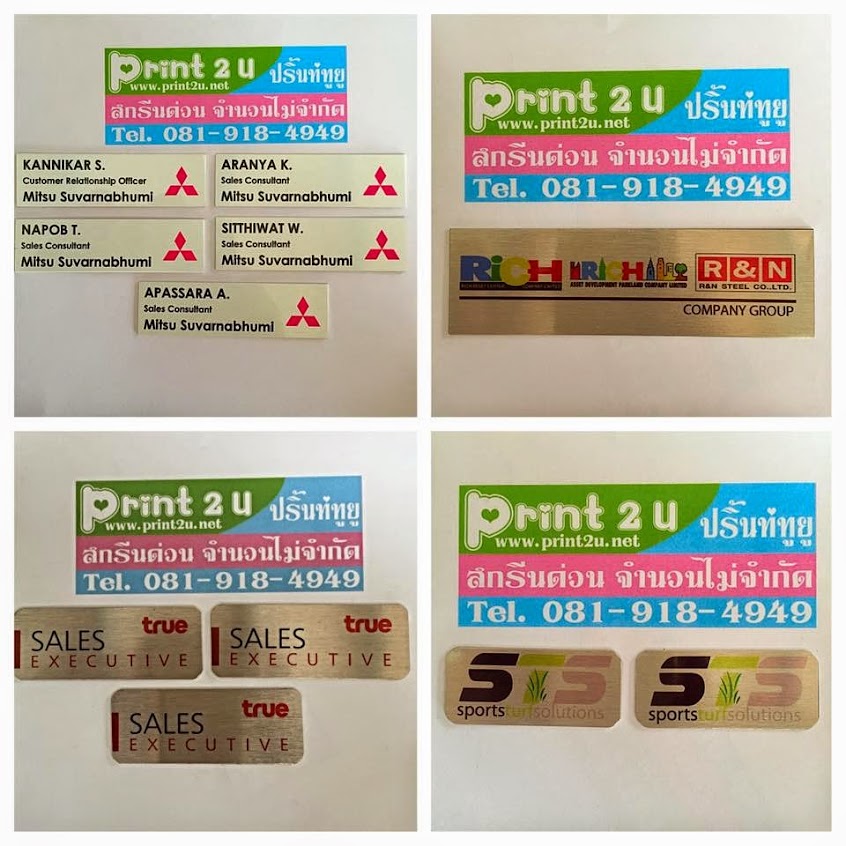 Print 2 U ปริ้นท์ทูยู
www.print2u.net
สกรีนด่วน จำนวนไม่จำกัด
Tel. 081-918-4949
KANNIKAR S.
Customer Relationship Officer
Mitsu Suvarnabhumi
ARANYA K.
Sales Consultant
Mitsu Suvarnabhumi
NAPOB T.
Sales Consultant
Mitsu Suvarnabhumi
SITTHIWAT W.
Sales Consultant
Mitsu Suvarnabhumi
APASSARA A.
Sales Consultant
Mitsu Suvarnabhumi
Print 2 U ปริ้นท์ทูยู
www.print2u.net
สกรีนด่วน จำนวนไม่จำกัด
Tel. 081-918-4949
RiCH RICH R&N
ASSET DEVELOPMENT PARKLAND COMPANY LIMITED R&N STEEL CO.,LTD.
COMPANY GROUP
Print 2 U ปริ้นท์ทูยู
www.print2u.net
สกรีนด่วน จำนวนไม่จำกัด
Tel. 081-918-4949
true
SALES
EXECUTIVE
true
SALES
EXECUTIVE
true
SALES
EXECUTIVE
Print 2 U ปริ้นท์ทูยู
www.print2u.net
สกรีนด่วน จำนวนไม่จำกัด
Tel. 081-918-4949
STS
sportsturfsolutions
STS
sportsturfsolutions